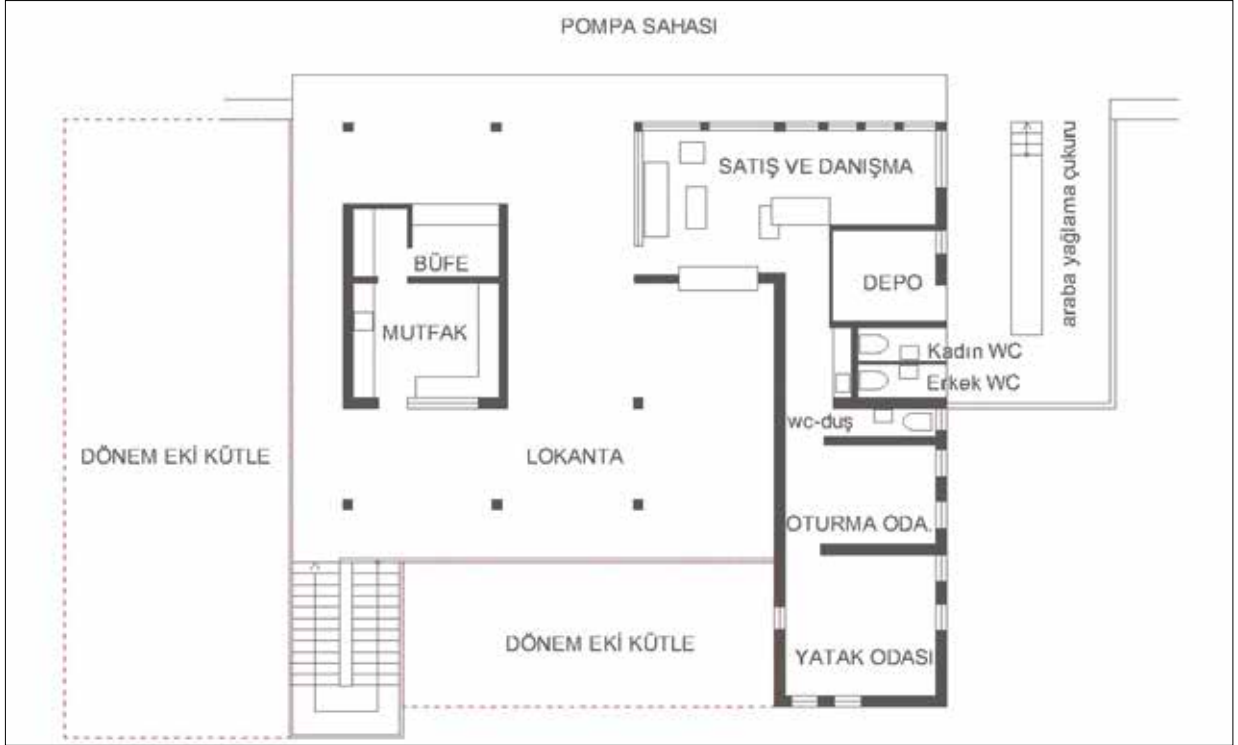 POMPA SAHASI
SATIŞ VE DANIŞMA
araba yağlama çukuru
BÜFE
DEPO
MUTFAK
Kadın WC
Erkek WC
wc-duş
DÖNEM EKİ KÜTLE
LOKANTA
OTURMA ODA.
DÖNEM EKİ KÜTLE
YATAK ODASI